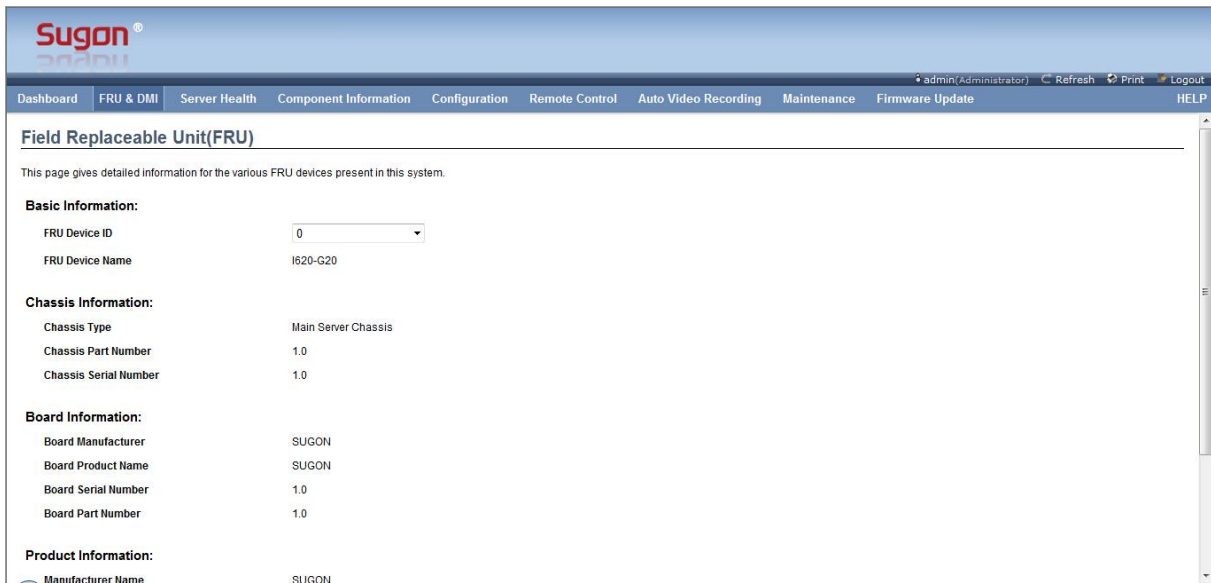 Sugon®
admin(Administrator) Refresh Print Logout
Dashboard FRU & DMI Server Health Component Information Configuration Remote Control Auto Video Recording Maintenance Firmware Update HELP
Field Replaceable Unit(FRU)
This page gives detailed information for the various FRU devices present in this system.
Basic Information:
FRU Device ID 0
FRU Device Name I620-G20
Chassis Information:
Chassis Type Main Server Chassis
Chassis Part Number 1.0
Chassis Serial Number 1.0
Board Information:
Board Manufacturer SUGON
Board Product Name SUGON
Board Serial Number 1.0
Board Part Number 1.0
Product Information:
Manufacturer Name SUGON